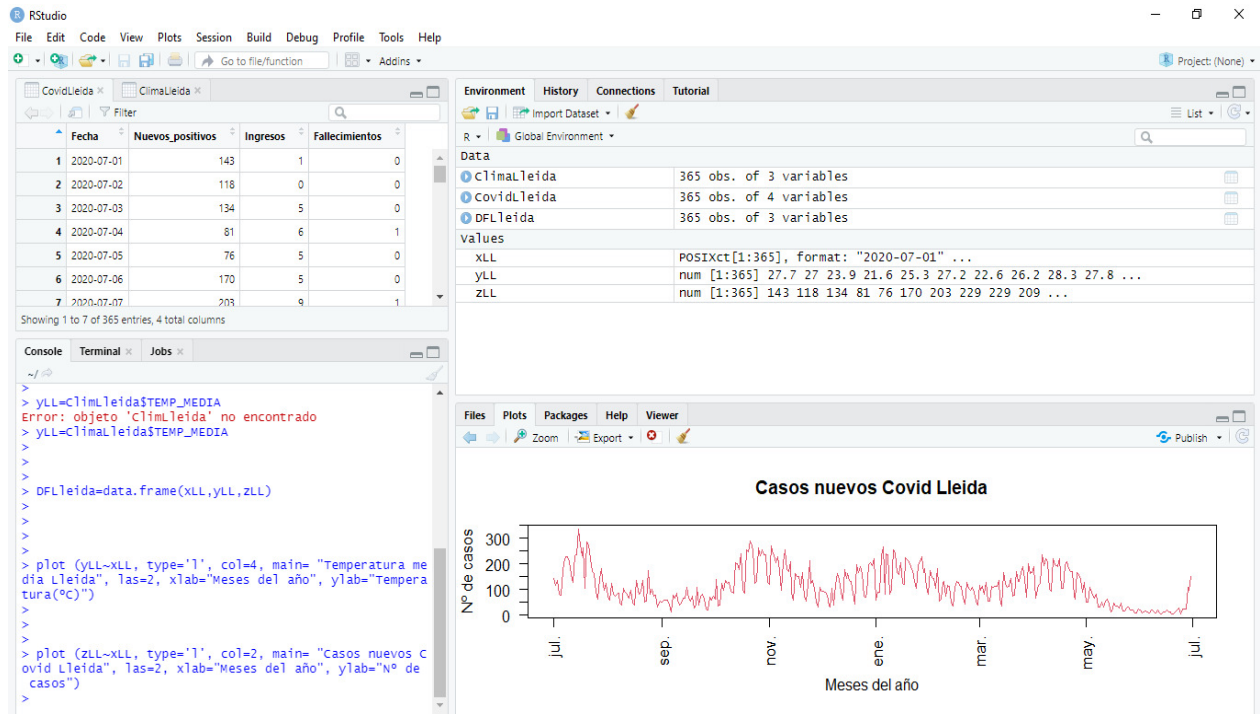 RStudio
File Edit Code View Plots Session Build Debug Profile Tools Help
Go to file/function Addins Project: (None)
CovidLleida ClimaLleida
Filter
Fecha Nuevos_positivos Ingresos Fallecimientos
1 2020-07-01 143 1 0
2 2020-07-02 118 0 0
3 2020-07-03 134 5 0
4 2020-07-04 81 6 1
5 2020-07-05 76 5 0
6 2020-07-06 170 5 0
7 2020-07-07 203 9 1
Showing 1 to 7 of 365 entries, 4 total columns
Console Terminal Jobs
~/
>
> yLL=ClimLleida$TEMP_MEDIA
Error: objeto 'ClimLleida' no encontrado
> yLL=ClimaLleida$TEMP_MEDIA
>
>
>
> DFLleida=data.frame(xLL,yLL,zLL)
>
>
>
>
> plot (yLL~xLL, type='l', col=4, main= "Temperatura me
dia Lleida", las=2, xlab="Meses del año", ylab="Tempera
tura(ºC)")
>
>
>
> plot (zLL~xLL, type='l', col=2, main= "Casos nuevos C
ovid Lleida", las=2, xlab="Meses del año", ylab="Nº de
casos")
>
Environment History Connections Tutorial
Import Dataset List
R Global Environment
Data
ClimaLleida 365 obs. of 3 variables
CovidLleida 365 obs. of 4 variables
DFLleida 365 obs. of 3 variables
Values
xLL POSIXct[1:365], format: "2020-07-01" ...
yLL num [1:365] 27.7 27 23.9 21.6 25.3 27.2 22.6 26.2 28.3 27.8 ...
zLL num [1:365] 143 118 134 81 76 170 203 229 229 209 ...
Files Plots Packages Help Viewer
Zoom Export Publish
Casos nuevos Covid Lleida
Nº de casos
300
200
100
0
jul. sep. nov. ene. mar. may. jul.
Meses del año